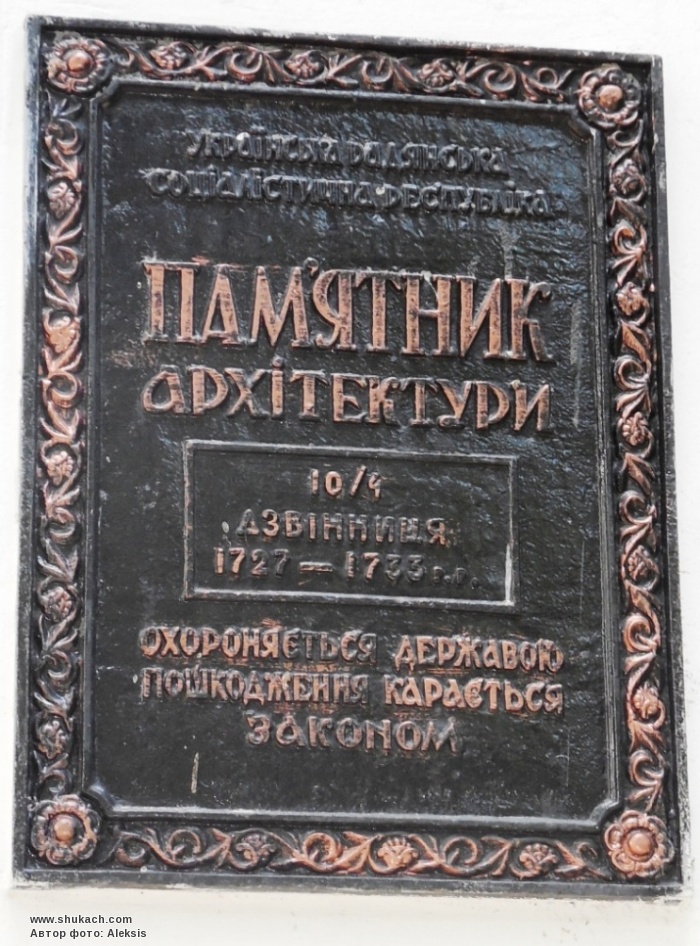 Українська Радянська
Соціалістична Республіка
ПАМ'ЯТНИК
АРХІТЕКТУРИ
10/4
ДЗВІННИЦЯ
1727 — 1733 г.г.
ОХОРОНЯЄТЬСЯ ДЕРЖАВОЮ
ПОШКОДЖЕННЯ КАРАЄТЬСЯ
ЗАКОНОМ
www.shukach.com
Автор фото: Aleksis